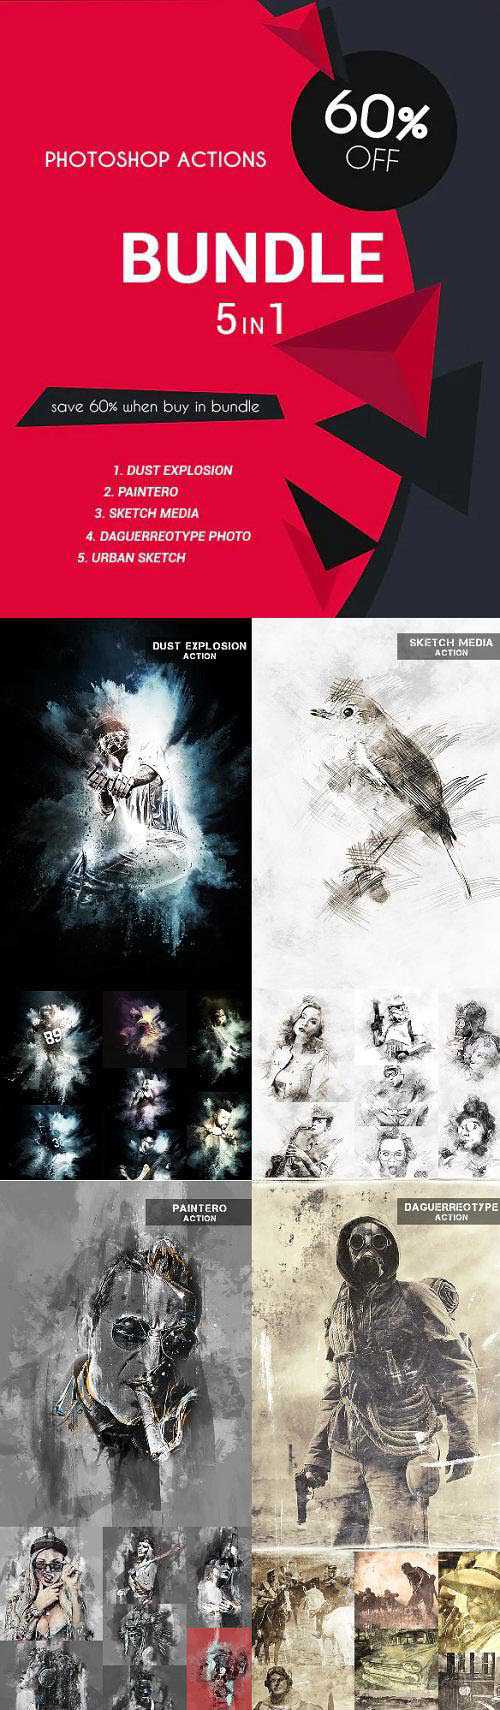 60%
OFF
PHOTOSHOP ACTIONS
BUNDLE
5 IN 1
save 60% when buy in bundle
1. DUST EXPLOSION
2. PAINTERO
3. SKETCH MEDIA
4. DAGUERREOTYPE PHOTO
5. URBAN SKETCH
DUST EXPLOSION
ACTION
SKETCH MEDIA
ACTION
89
PAINTERO
ACTION
DAGUERREOTYPE
ACTION